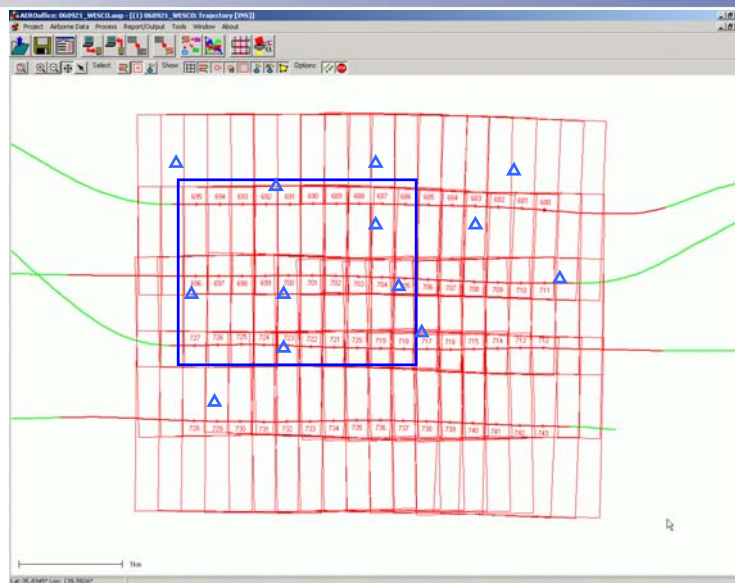 AEROoffice: 060921_WESCO.aop - [(1) 060921_WESCO: Trajectory [INS]]
Project Airborne Data Process Report/Output Tools Window About
Select: Show: Options:
695 694 693 692 691 690 689 688 687 686 685 684 683 682 681 680
696 697 698 699 700 701 702 703 704 705 706 707 708 709 710 711
727 726 725 724 723 722 721 720 719 718 717 716 715 714 713 712
728 729 730 731 732 733 734 735 736 737 738 739 740 741 742 743
1km